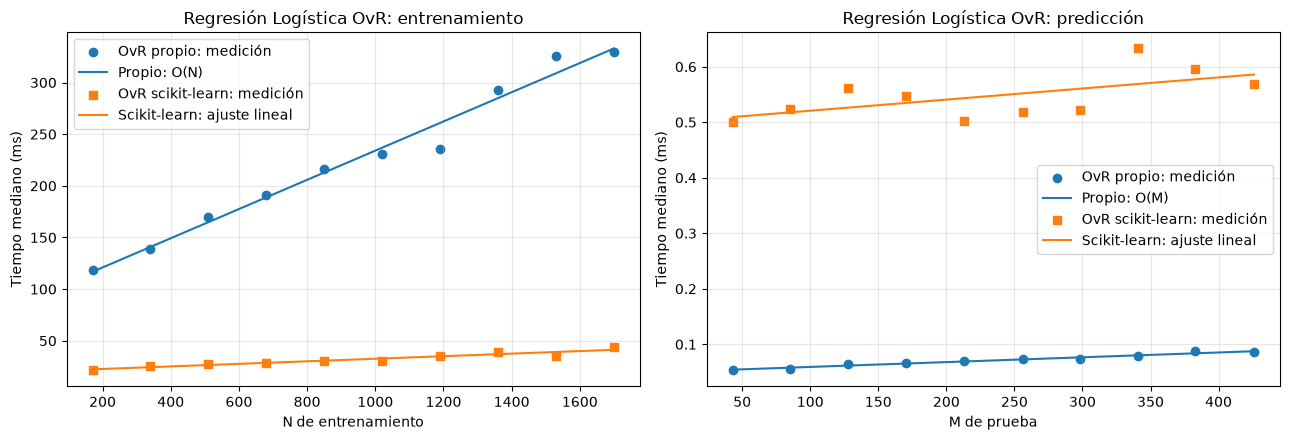 Regresión Logística OvR: entrenamiento
OvR propio: medición
Propio: O(N)
OvR scikit-learn: medición
Scikit-learn: ajuste lineal
Tiempo mediano (ms)
300
250
200
150
100
50
200 400 600 800 1000 1200 1400 1600
N de entrenamiento
Regresión Logística OvR: predicción
OvR propio: medición
Propio: O(M)
OvR scikit-learn: medición
Scikit-learn: ajuste lineal
Tiempo mediano (ms)
0.6
0.5
0.4
0.3
0.2
0.1
50 100 150 200 250 300 350 400
M de prueba